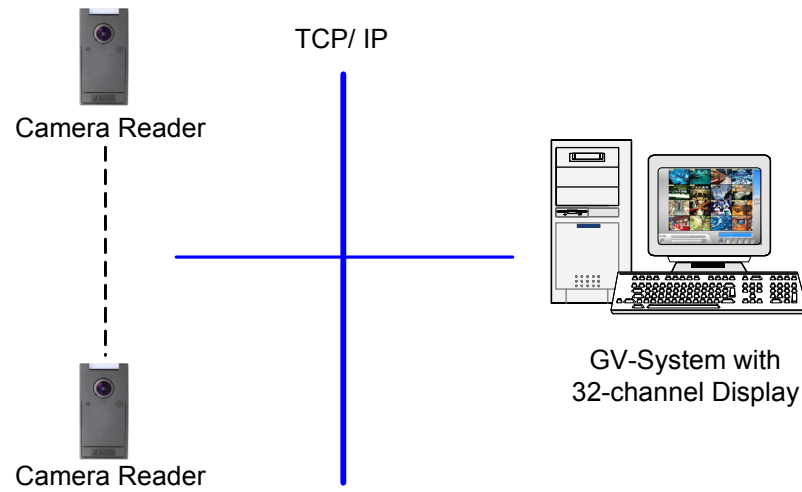 TCP/ IP
Camera Reader
GV-System with
32-channel Display
Camera Reader